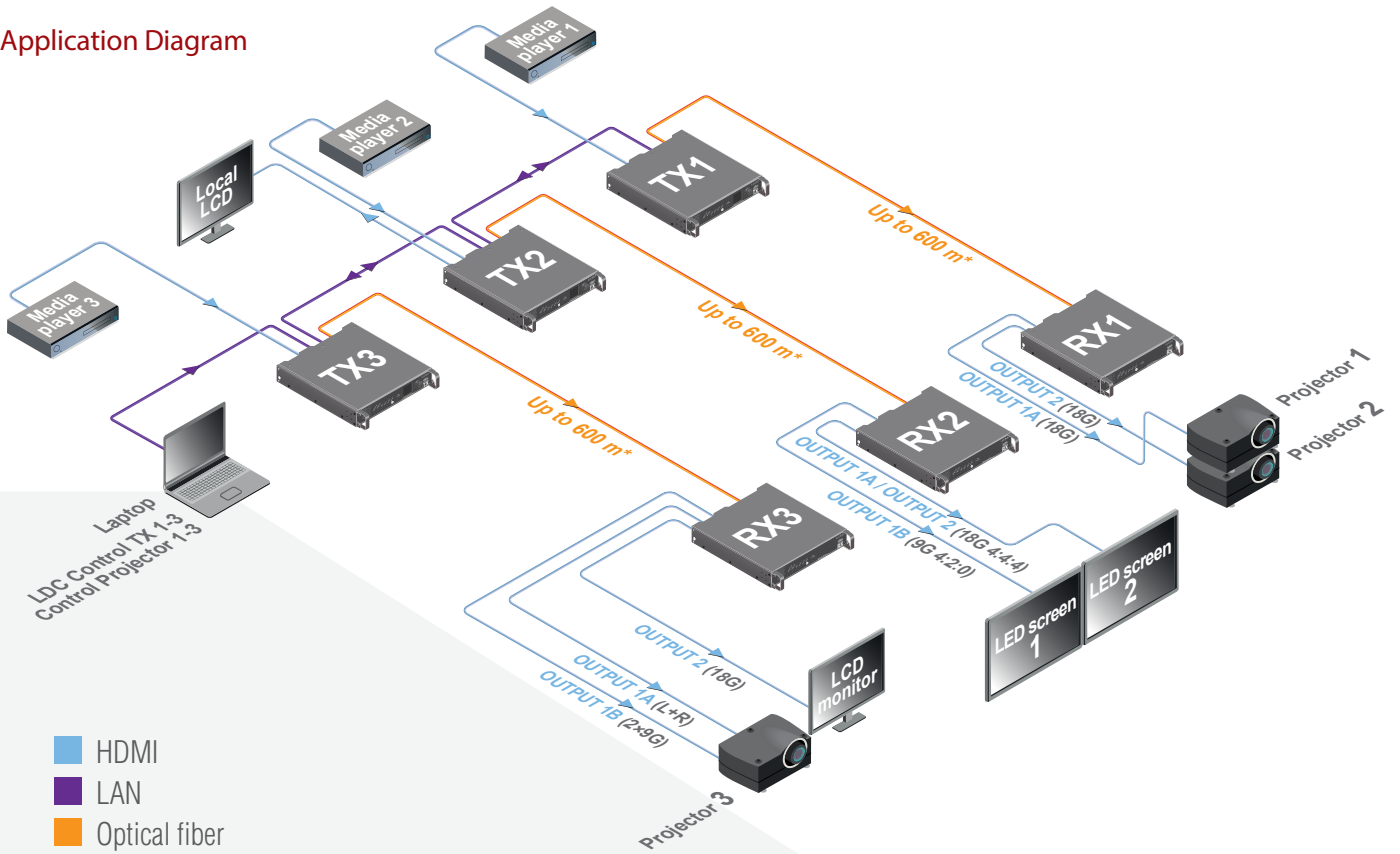 Application Diagram
Media
player 1
Media
player 2
Local
LCD
Media
player 3
TX1
TX2
TX3
Up to 600 m*
Up to 600 m*
Up to 600 m*
RX1
RX2
RX3
OUTPUT 2 (18G)
OUTPUT 1A (18G)
Projector 1
Projector 2
OUTPUT 1A / OUTPUT 2 (18G 4:4:4)
OUTPUT 1B (9G 4:2:0)
LED screen
1
LED screen
2
Laptop
LDC Control TX 1-3
Control Projector 1-3
OUTPUT 2 (18G)
OUTPUT 1A (L+R)
OUTPUT 1B (2×9G)
LCD
monitor
Projector 3
HDMI
LAN
Optical fiber